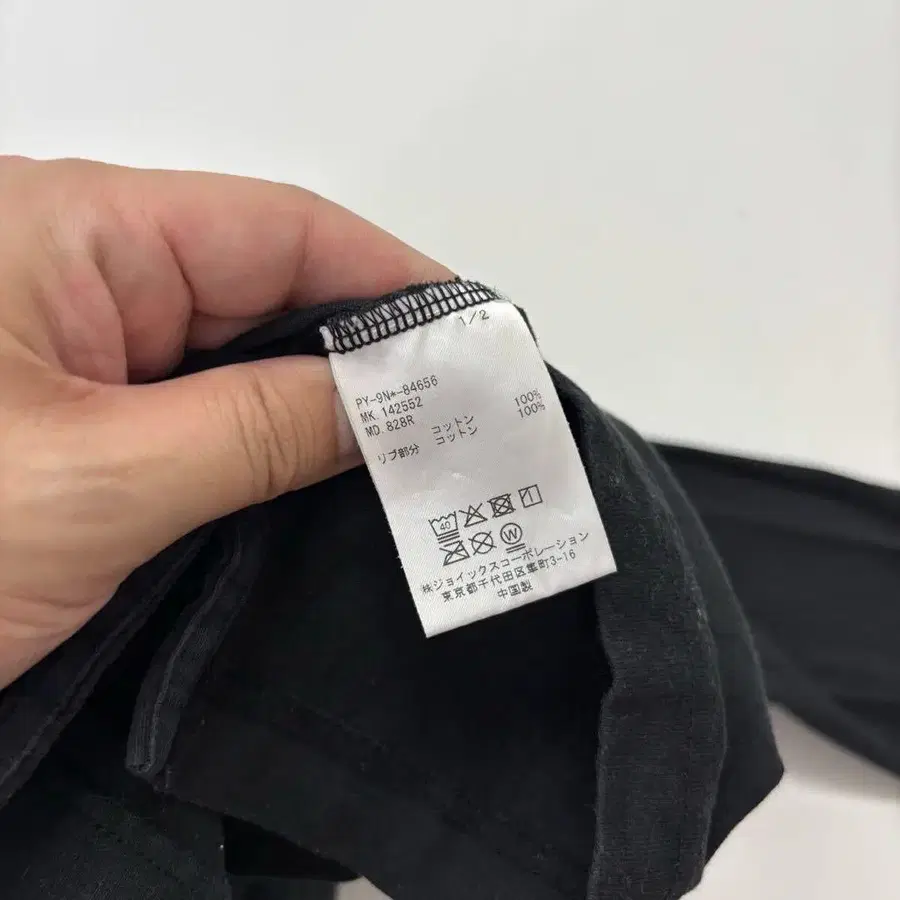 1/2
PY-9N*-84656
MK. 142552
MD. 828R
コットン 100%
リブ部分 コットン 100%
40
W
㈱ジョイックスコーポレーション
東京都千代田区隼町3-16
中国製